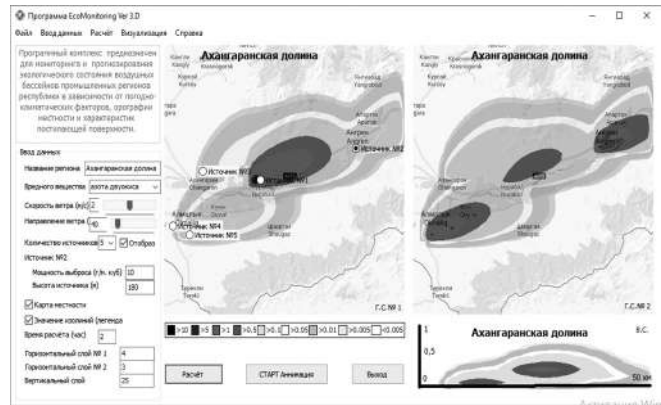 Программа EcoMonitoring Ver 3.D
Файл Ввод данных Расчёт Визуализация Справка
Программный комплекс предназначен
для мониторинга и прогнозирования
экологического состояния воздушных
бассейнов промышленных регионов
республики в зависимости от погодно-
климатических факторов, орографии
местности и характеристик
подстилающей поверхности.
Ввод данных
Название региона Ахангаранская долина
Вредного вещества азота двуокиса
Скорость ветра (м/с) 2
Направление ветра
Количество источников 5 Отобраз
Источник №2
Мощность выброса (г/м. куб) 10
Высота источника (м) 180
Карта местности
Значение изолиний (легенда
Время расчёта (час) 2
Горизонтальный слой № 1 4
Горизонтальный слой № 2 3
Вертикальный слой 25
Ахангаранская долина
Ангрен
Angren
Источник №2
Источник №3
Источник №1
Источник №4
Источник №5
Г.С.№ 1
Ахангаранская долина
Г.С.№ 2
>10 >5 >1 >0.5 >0.1 >0.05 >0.01 >0.005 <0.005
Расчёт СТАРТ Анимация Выход
1
0,5
0
Ахангаранская долина
В.С.
50 км